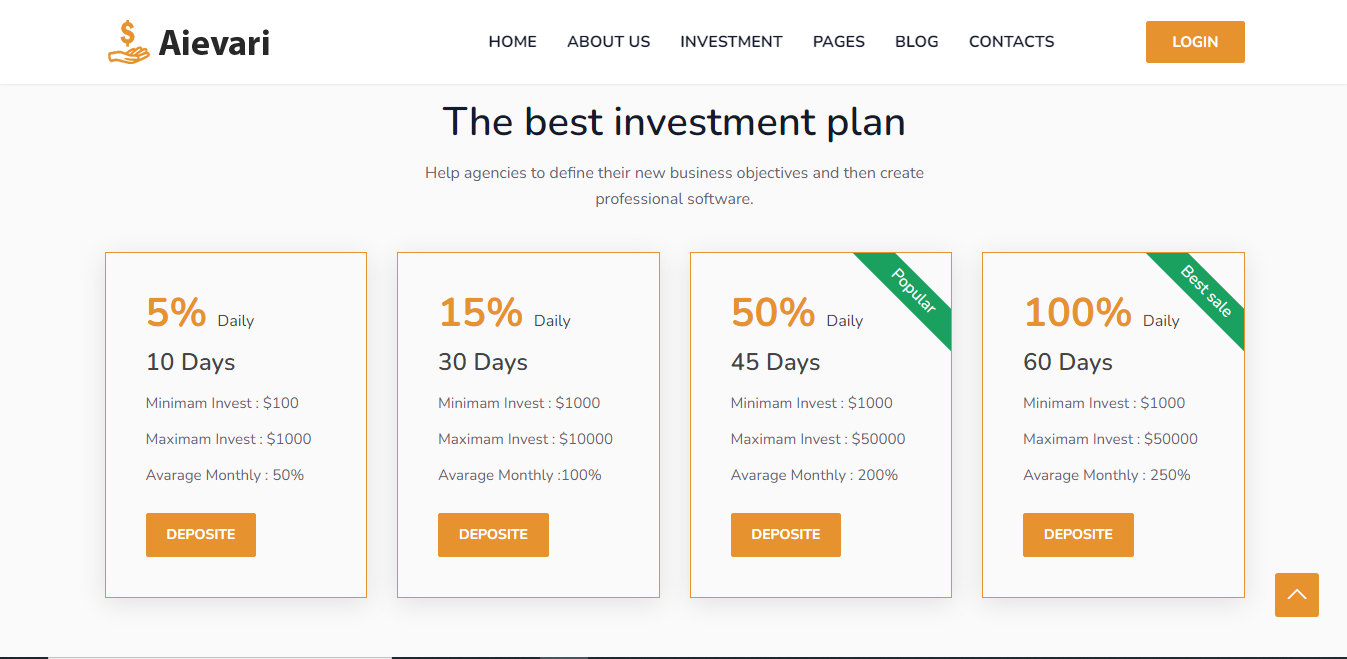 Aievari
HOME ABOUT US INVESTMENT PAGES BLOG CONTACTS
LOGIN
The best investment plan
Help agencies to define their new business objectives and then create
professional software.
5% Daily
10 Days
Minimam Invest : $100
Maximam Invest : $1000
Avarage Monthly : 50%
DEPOSITE
15% Daily
30 Days
Minimam Invest : $1000
Maximam Invest : $10000
Avarage Monthly :100%
DEPOSITE
Popular
50% Daily
45 Days
Minimam Invest : $1000
Maximam Invest : $50000
Avarage Monthly : 200%
DEPOSITE
Best sale
100% Daily
60 Days
Minimam Invest : $1000
Maximam Invest : $50000
Avarage Monthly : 250%
DEPOSITE